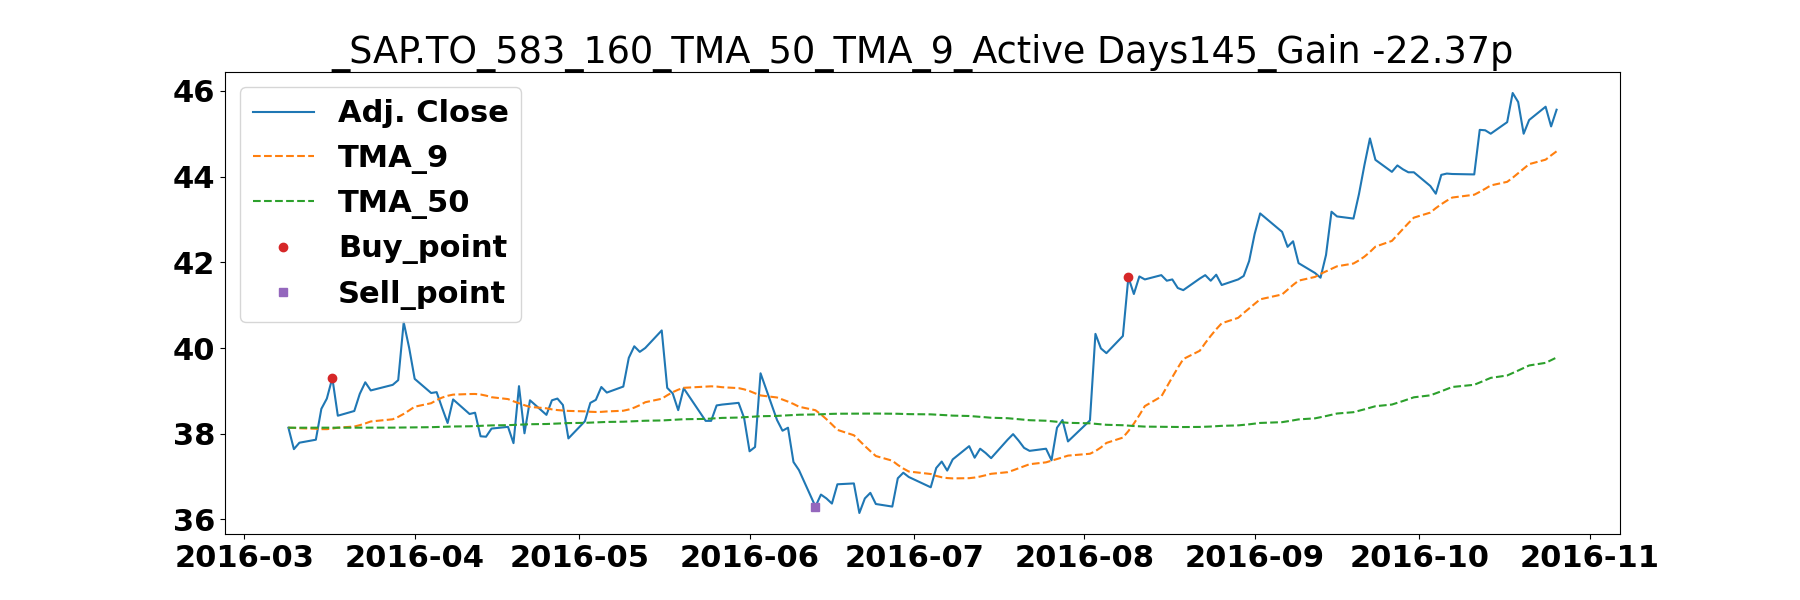 _SAP.TO_583_160_TMA_50_TMA_9_Active Days145_Gain -22.37p
46
44
42
40
38
36
Adj. Close
TMA_9
TMA_50
Buy_point
Sell_point
2016-03 2016-04 2016-05 2016-06 2016-07 2016-08 2016-09 2016-10 2016-11